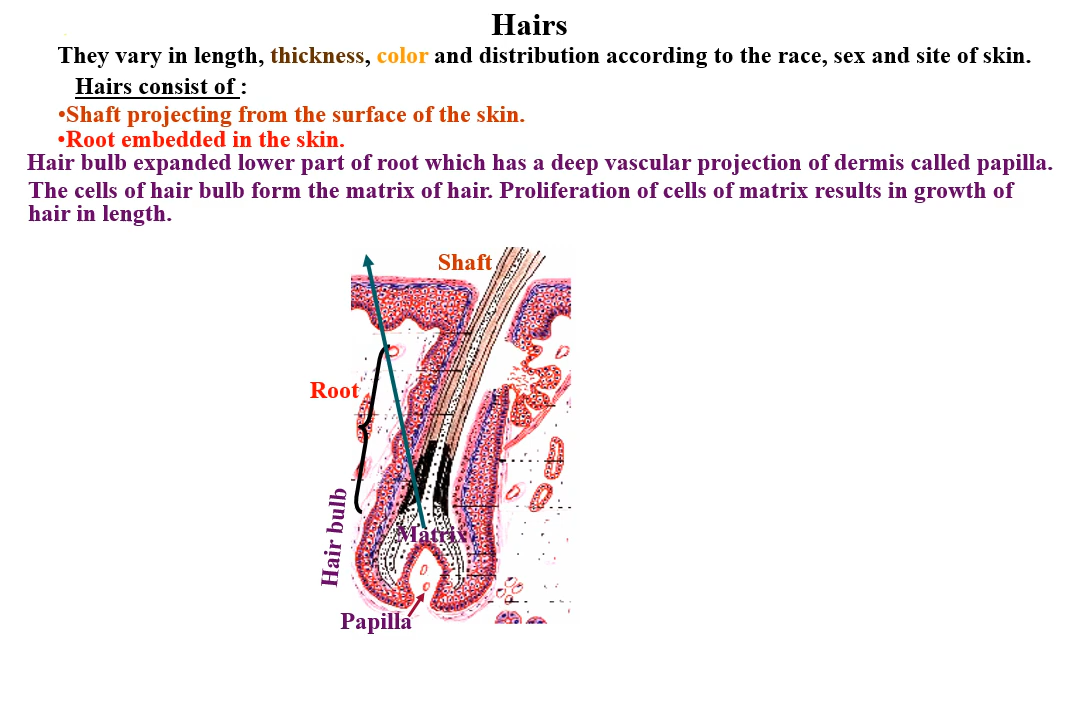 Hairs
They vary in length, thickness, color and distribution according to the race, sex and site of skin.
Hairs consist of :
•Shaft projecting from the surface of the skin.
•Root embedded in the skin.
Hair bulb expanded lower part of root which has a deep vascular projection of dermis called papilla.
The cells of hair bulb form the matrix of hair. Proliferation of cells of matrix results in growth of
hair in length.
Shaft
Root
Hair bulb
Matrix
Papilla